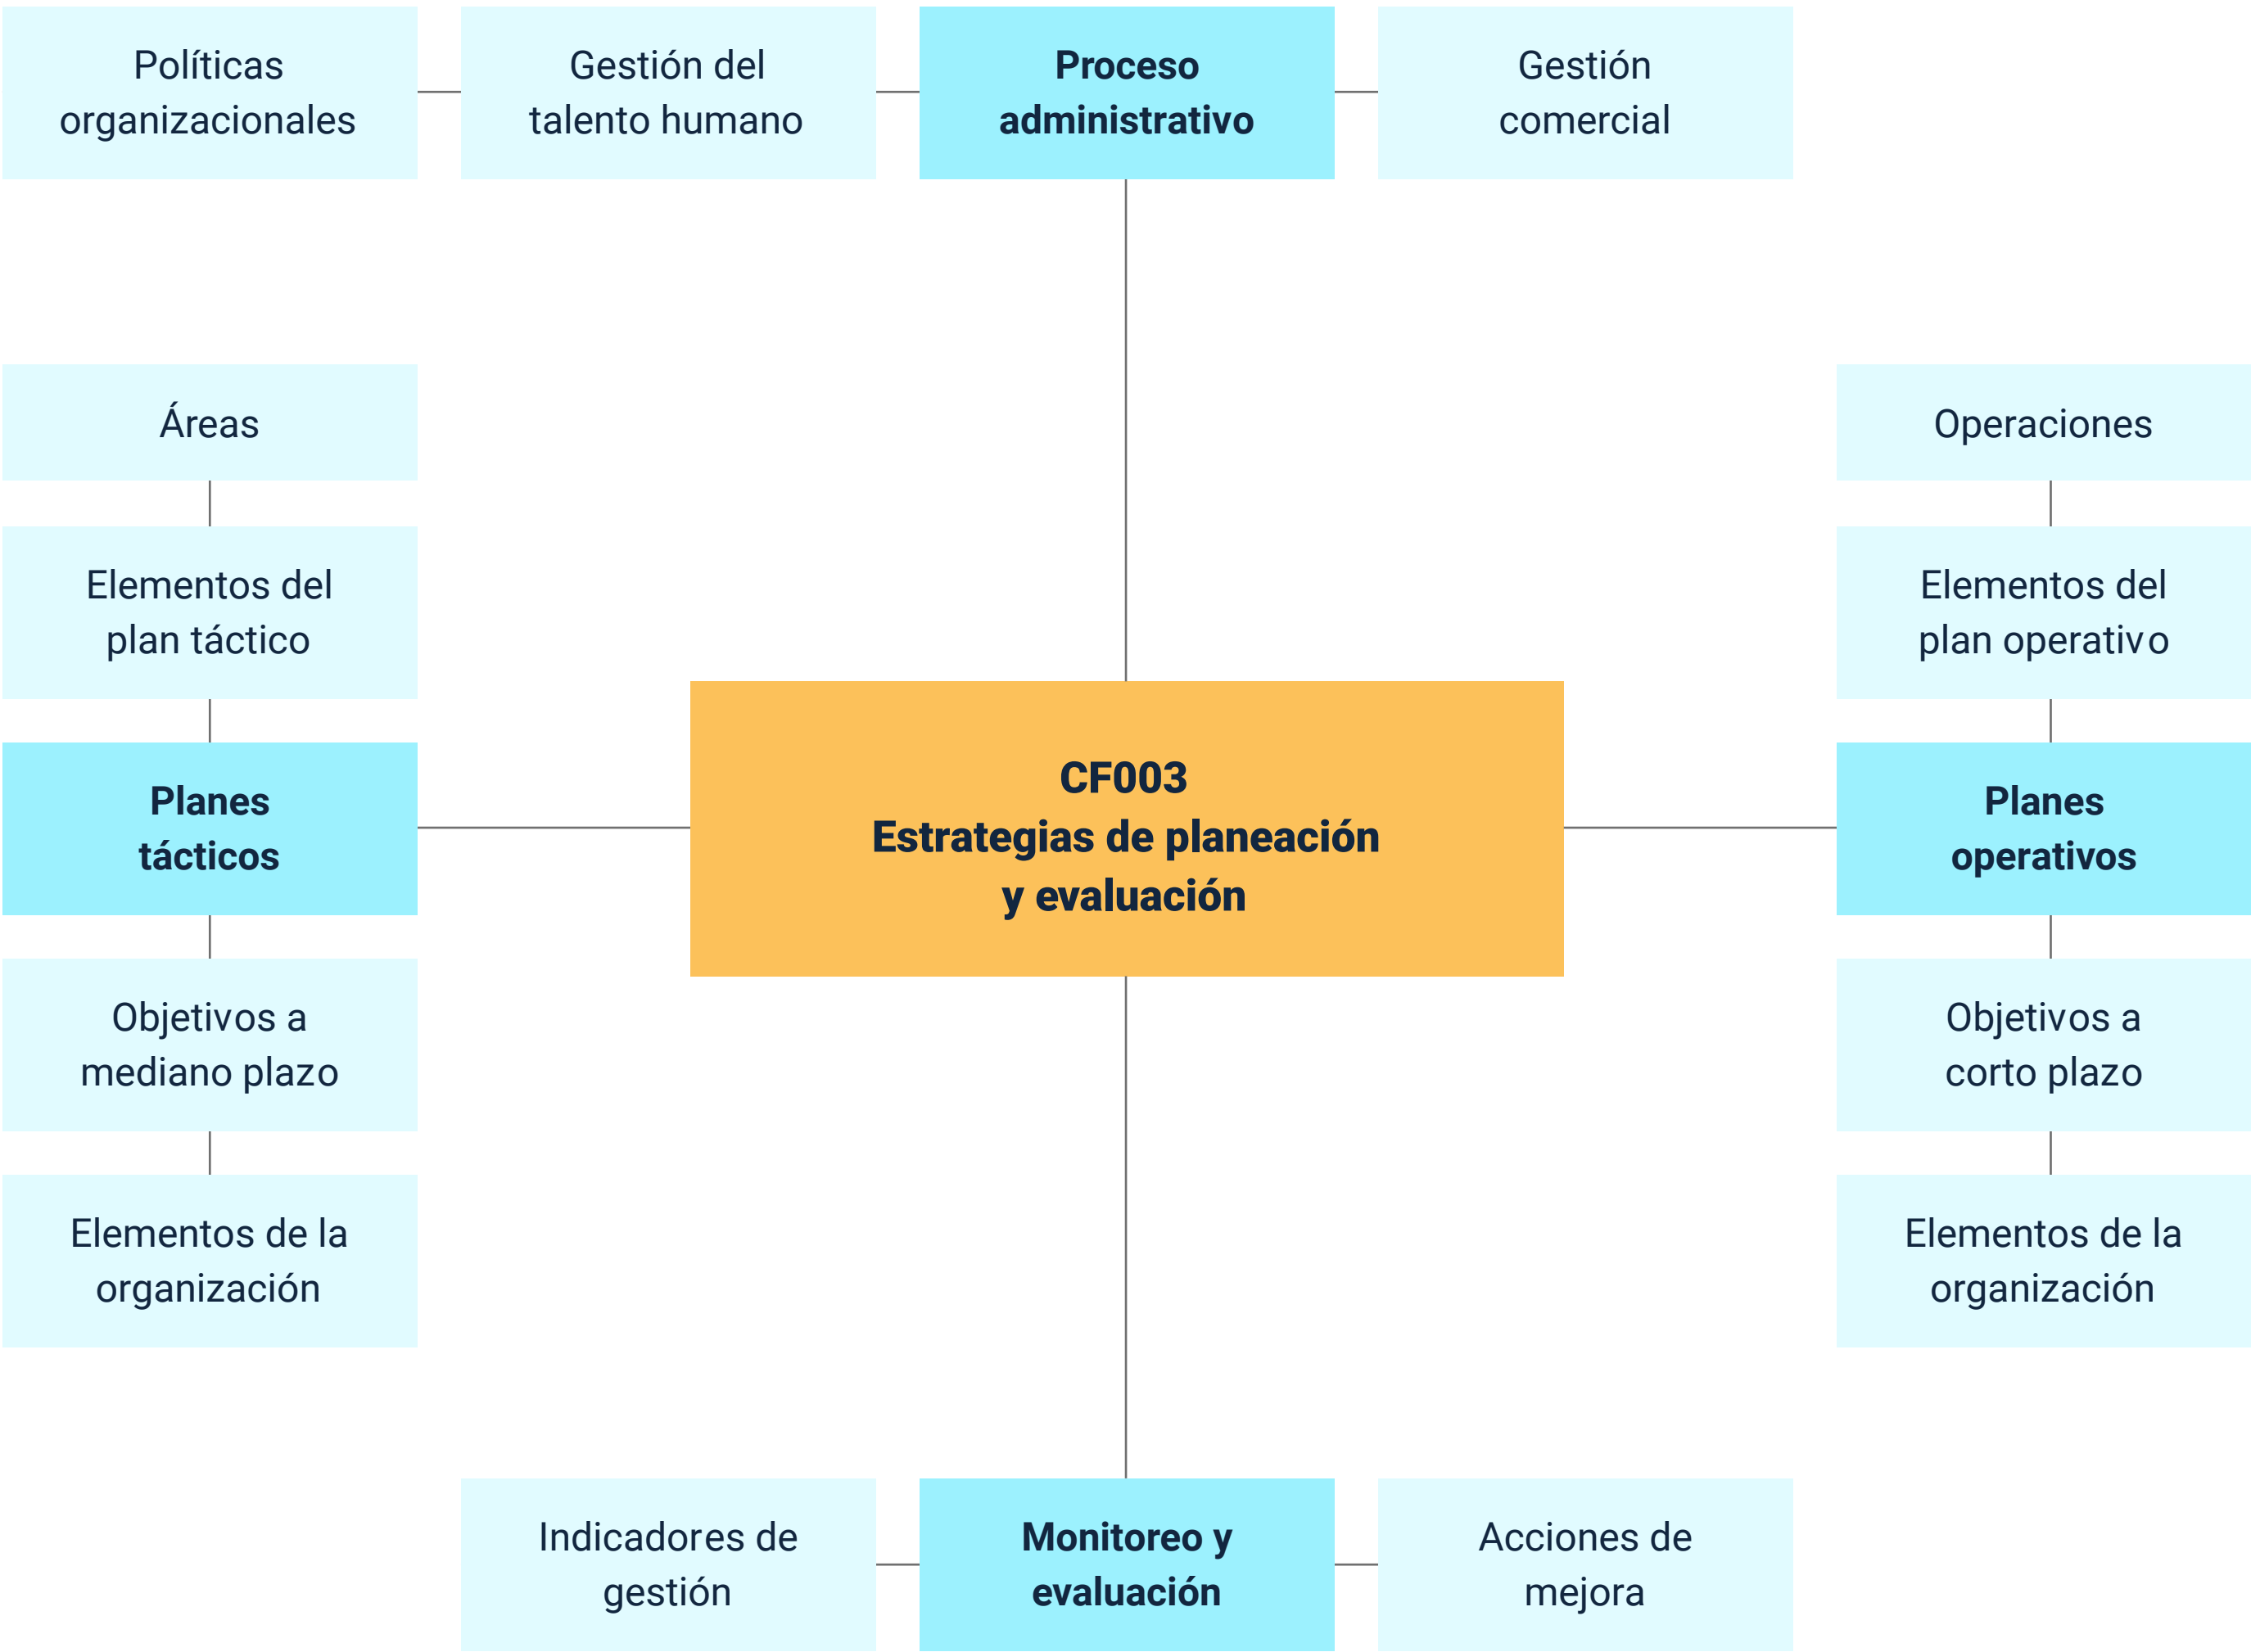 Políticas
organizacionales
Gestión del
talento humano
Proceso
administrativo
Gestión
comercial
Áreas
Operaciones
Elementos del
plan táctico
Elementos del
plan operativo
Planes
tácticos
CF003
Estrategias de planeación
y evaluación
Planes
operativos
Objetivos a
mediano plazo
Objetivos a
corto plazo
Elementos de la
organización
Elementos de la
organización
Indicadores de
gestión
Monitoreo y
evaluación
Acciones de
mejora